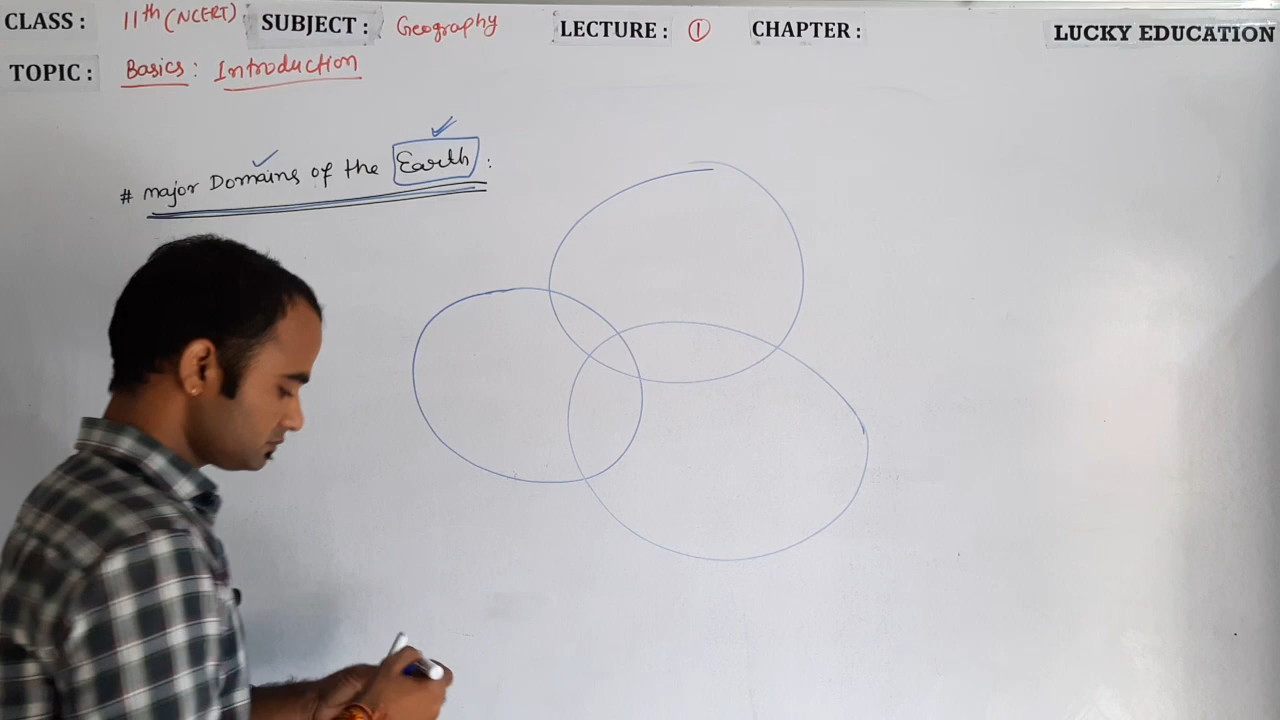 CLASS : 11th (NCERT) SUBJECT : Geography LECTURE : 1 CHAPTER : LUCKY EDUCATION
TOPIC : Basics : Introduction
# major Domains of the Earth :